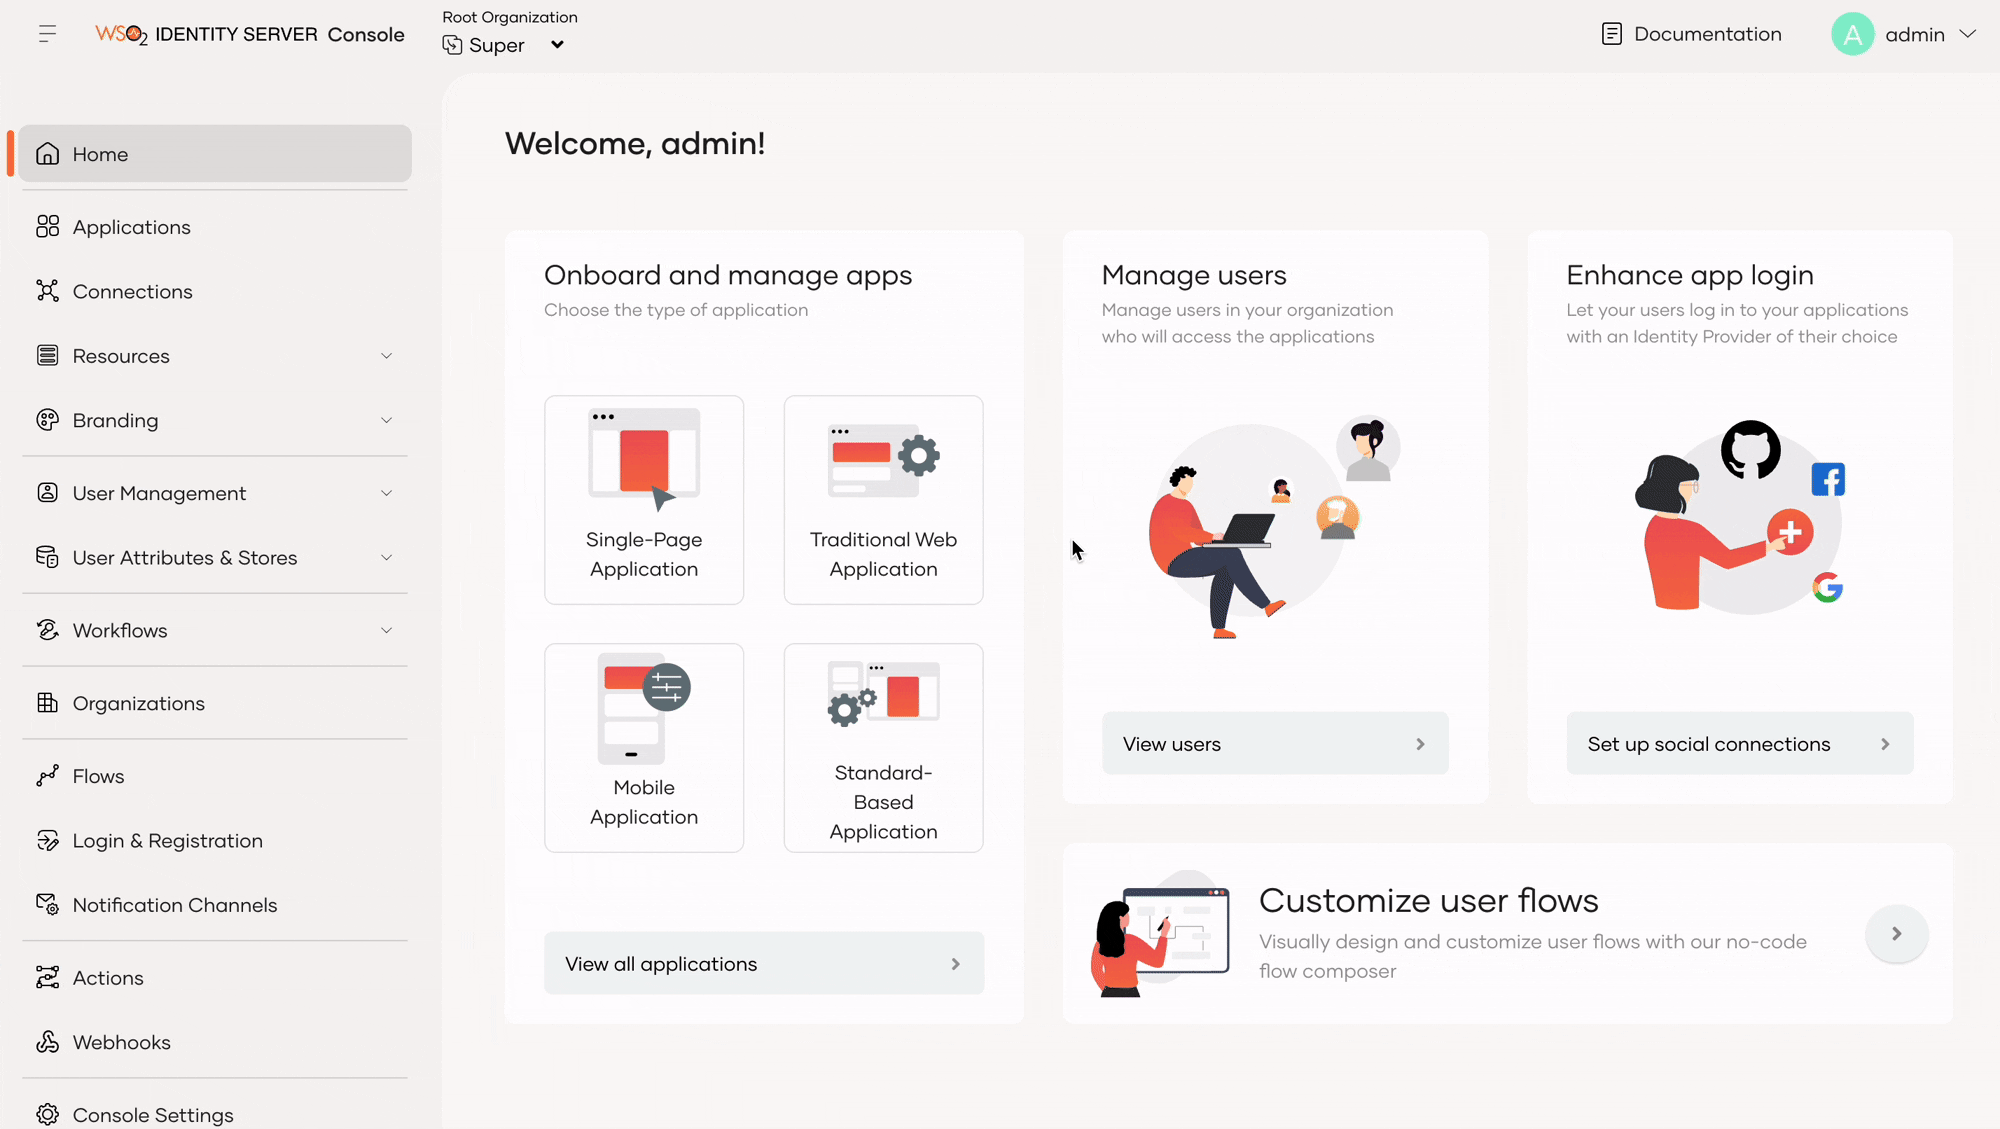 WSO2 IDENTITY SERVER Console
Root Organization
Super
Documentation
A
admin
Home
Applications
Connections
Resources
Branding
User Management
User Attributes & Stores
Workflows
Organizations
Flows
Login & Registration
Notification Channels
Actions
Webhooks
Console Settings
Welcome, admin!
Onboard and manage apps
Choose the type of application
Single-Page
Application
Traditional Web
Application
Mobile
Application
Standard-
Based
Application
View all applications
Manage users
Manage users in your organization
who will access the applications
View users
Enhance app login
Let your users log in to your applications
with an Identity Provider of their choice
Set up social connections
Customize user flows
Visually design and customize user flows with our no-code
flow composer